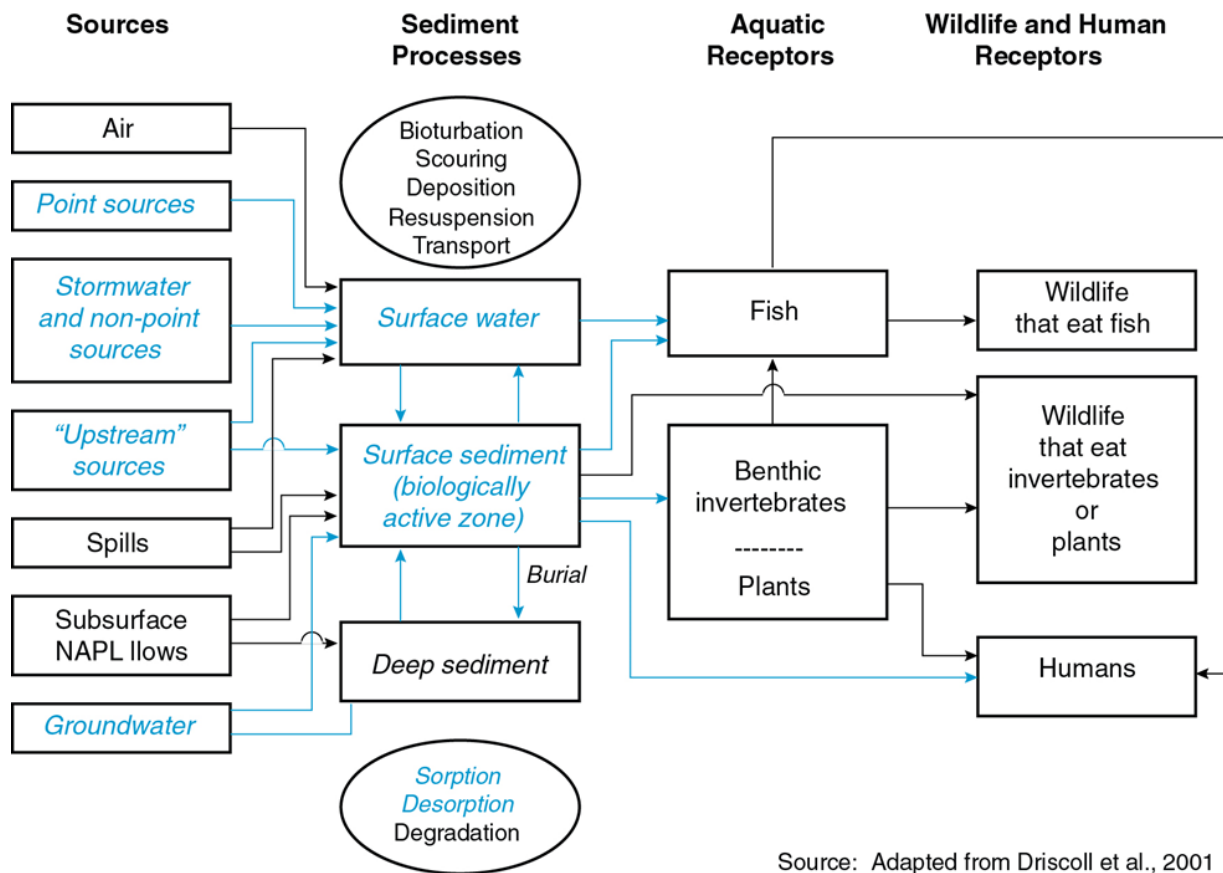 Sources
Sediment
Processes
Aquatic
Receptors
Wildlife and Human
Receptors
Air
Point sources
Stormwater
and non-point
sources
“Upstream”
sources
Spills
Subsurface
NAPL llows
Groundwater
Bioturbation
Scouring
Deposition
Resuspension
Transport
Surface water
Surface sediment
(biologically
active zone)
Burial
Deep sediment
Sorption
Desorption
Degradation
Fish
Benthic
invertebrates
--------
Plants
Wildlife
that eat fish
Wildlife
that eat
invertebrates
or
plants
Humans
Source: Adapted from Driscoll et al., 2001